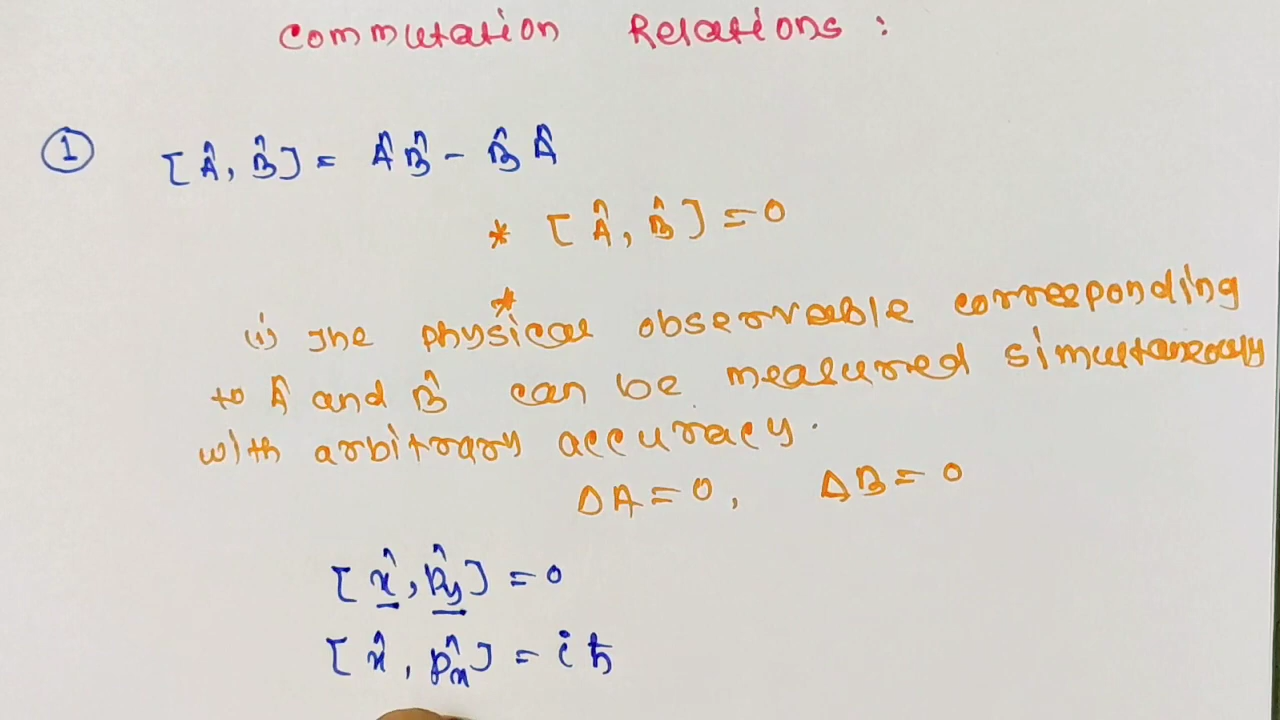 Commutation Relations :
① [Â, B̂] = ÂB̂ - B̂Â
* [Â, B̂] = 0
*
(i) The physical observable corresponding
to Â and B̂ can be measured simultaneously
with arbitrary accuracy.
ΔA = 0, ΔB = 0
[x̂, p̂y] = 0
[x̂, p̂x] = iħ